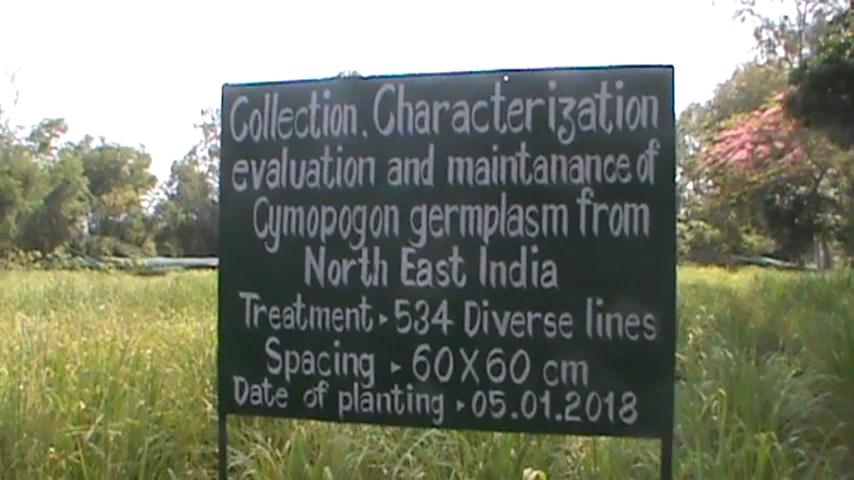 Collection, Characterization
evaluation and maintanance of
Cymopogon germplasm from
North East India
Treatment ▸ 534 Diverse lines
Spacing ▸ 60X60 cm
Date of planting ▸ 05.01.2018